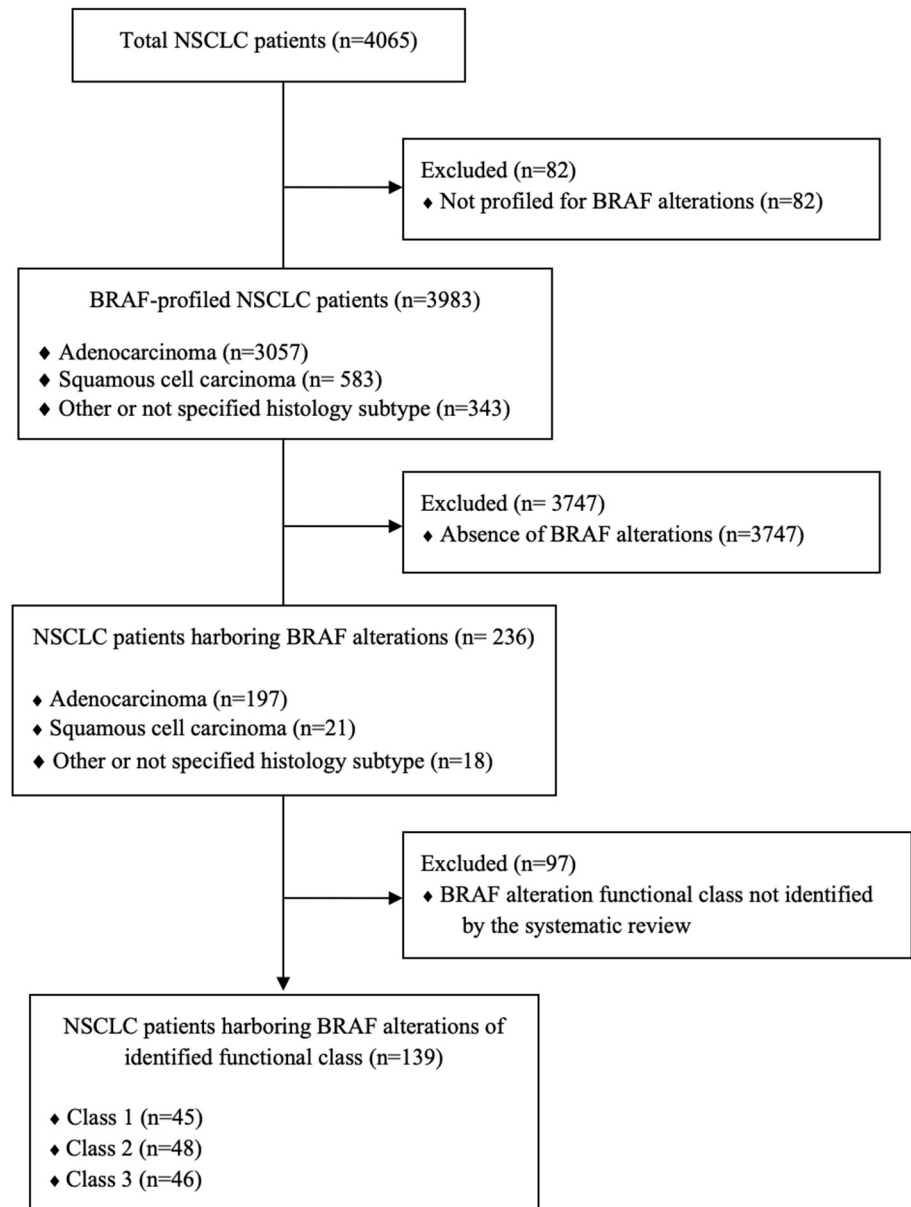 Total NSCLC patients (n=4065)
Excluded (n=82)
♦ Not profiled for BRAF alterations (n=82)
BRAF-profiled NSCLC patients (n=3983)
♦ Adenocarcinoma (n=3057)
♦ Squamous cell carcinoma (n= 583)
♦ Other or not specified histology subtype (n=343)
Excluded (n= 3747)
♦ Absence of BRAF alterations (n=3747)
NSCLC patients harboring BRAF alterations (n= 236)
♦ Adenocarcinoma (n=197)
♦ Squamous cell carcinoma (n=21)
♦ Other or not specified histology subtype (n=18)
Excluded (n=97)
♦ BRAF alteration functional class not identified
by the systematic review
NSCLC patients harboring BRAF alterations of
identified functional class (n=139)
♦ Class 1 (n=45)
♦ Class 2 (n=48)
♦ Class 3 (n=46)